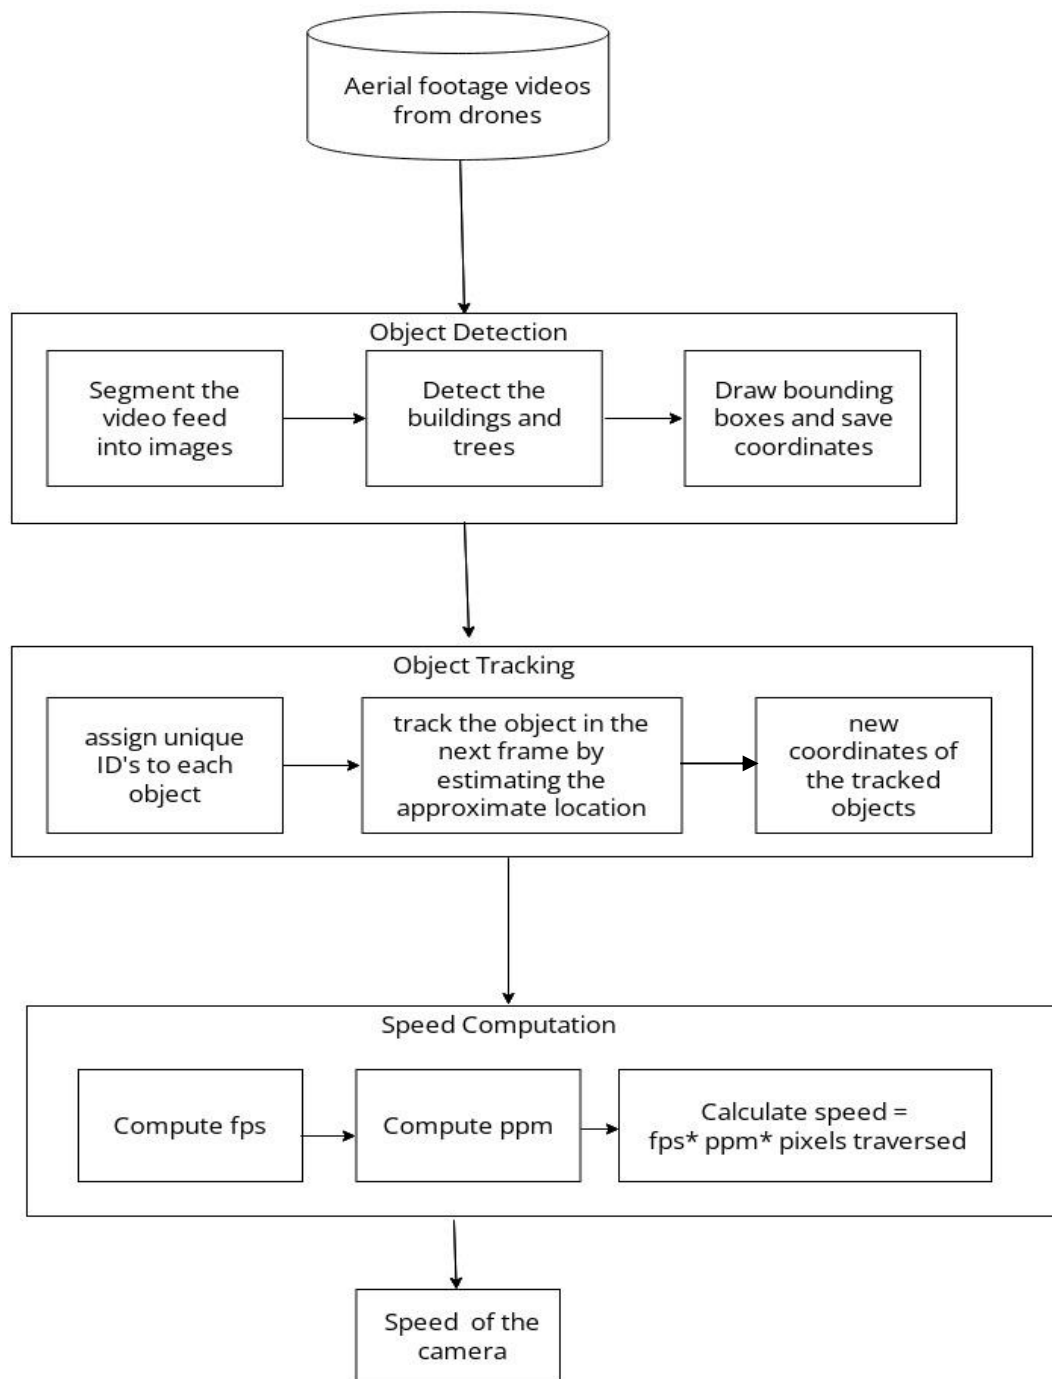 Aerial footage videos
from drones
Object Detection
Segment the
video feed
into images
Detect the
buildings and
trees
Draw bounding
boxes and save
coordinates
Object Tracking
assign unique
ID's to each
object
track the object in the
next frame by
estimating the
approximate location
new
coordinates of
the tracked
objects
Speed Computation
Compute fps
Compute ppm
Calculate speed =
fps* ppm* pixels traversed
Speed of the
camera